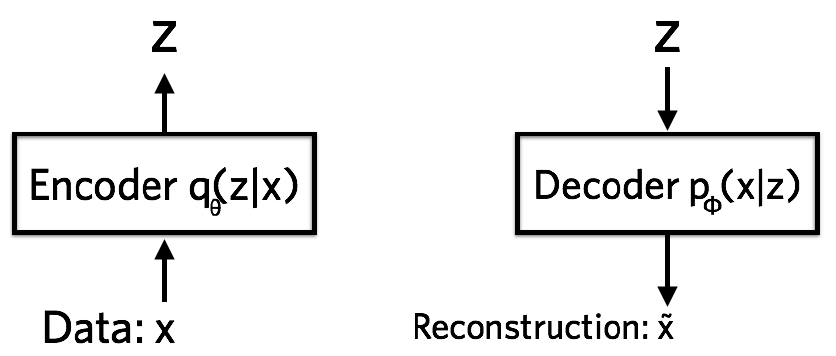 z
z
Encoder qθ(z|x)
Decoder pΦ(x|z)
Data: x
Reconstruction: x̃